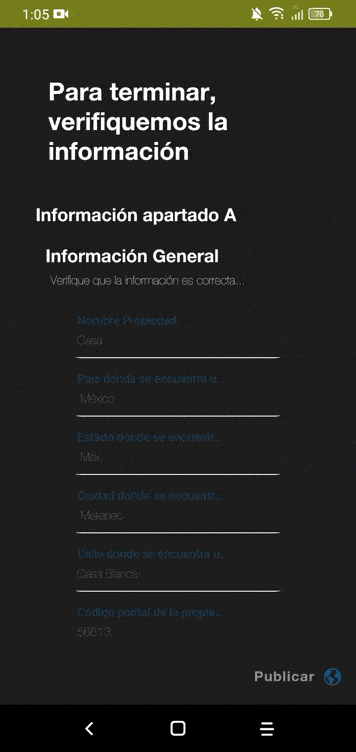 1:05
70
Para terminar,
verifiquemos la
información
Información apartado A
Información General
Verifique que la información es correcta...
Nombre Propiedad
Casa
País donde se encuentra u...
México
Estado donde se encuentr...
Méx
Ciudad donde se encuentr...
Metepec
Calle donde se encuentra u...
Casa Blanca
Código postal de la propie...
56613
Publicar